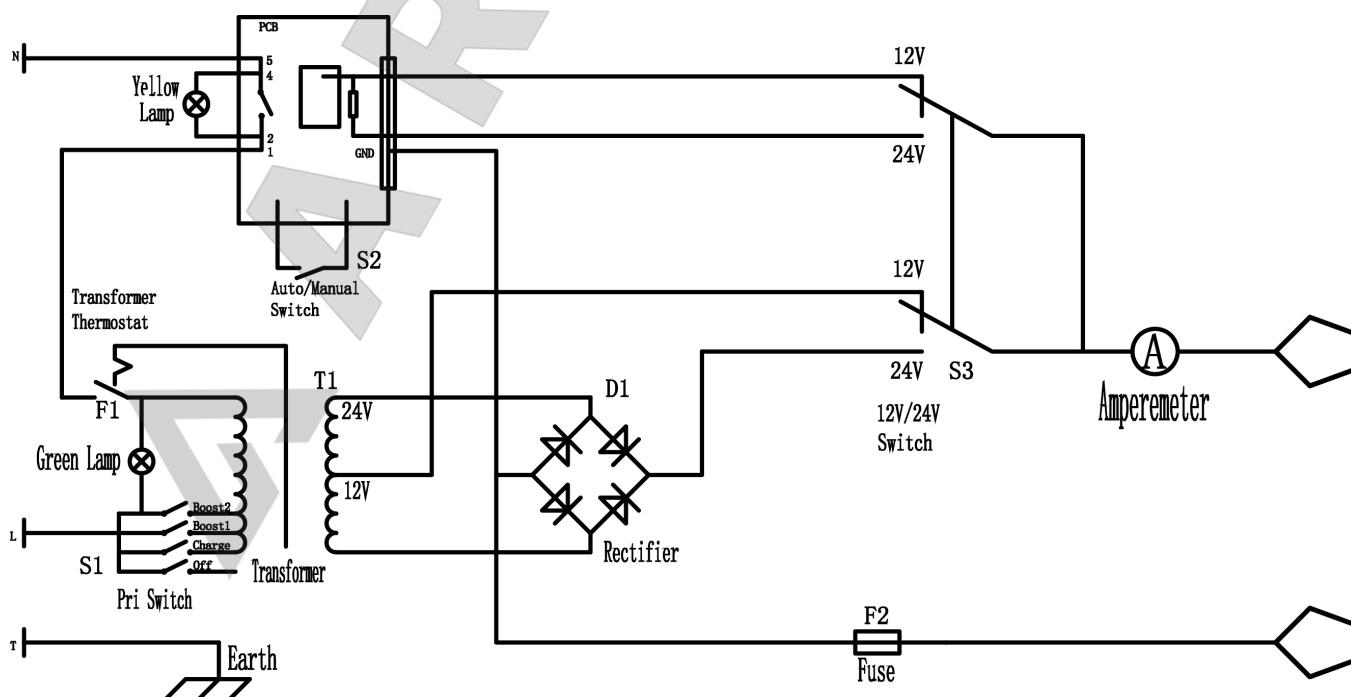 PCB
N
5
4
Yellow
Lamp
2
1
GND
12V
24V
S2
Auto/Manual
Switch
12V
24V
S3
12V/24V
Switch
A
Amperemeter
Transformer
Thermostat
F1
T1
24V
12V
D1
Rectifier
Green Lamp
Boost2
Boost1
Charge
Off
L
S1
Pri Switch
Transformer
T
Earth
F2
Fuse